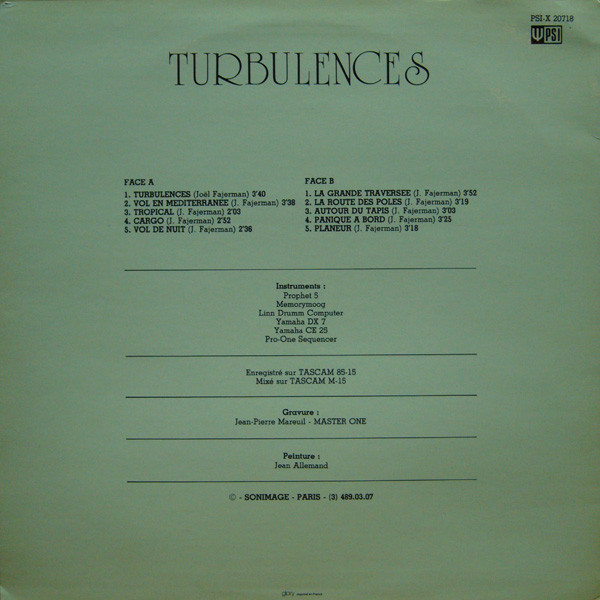 PSI-X 20718
PSI
TURBULENCES
FACE A
1. TURBULENCES (Joël Fajerman) 3'40
2. VOL EN MEDITERRANEE (J. Fajerman) 3'38
3. TROPICAL (J. Fajerman) 2'03
4. CARGO (J. Fajerman) 2'52
5. VOL DE NUIT (J. Fajerman) 2'36
FACE B
1. LA GRANDE TRAVERSEE (J. Fajerman) 3'52
2. LA ROUTE DES POLES (J. Fajerman) 3'19
3. AUTOUR DU TAPIS (J. Fajerman) 3'03
4. PANIQUE A BORD (J. Fajerman) 3'25
5. PLANEUR (J. Fajerman) 3'18
Instruments :
Prophet 5
Memorymoog
Linn Drumm Computer
Yamaha DX 7
Yamaha CE 25
Pro-One Sequencer
Enregistré sur TASCAM 85-15
Mixé sur TASCAM M-15
Gravure :
Jean-Pierre Mareuil - MASTER ONE
Peinture :
Jean Allemand
© - SONIMAGE - PARIS - (3) 489.03.07